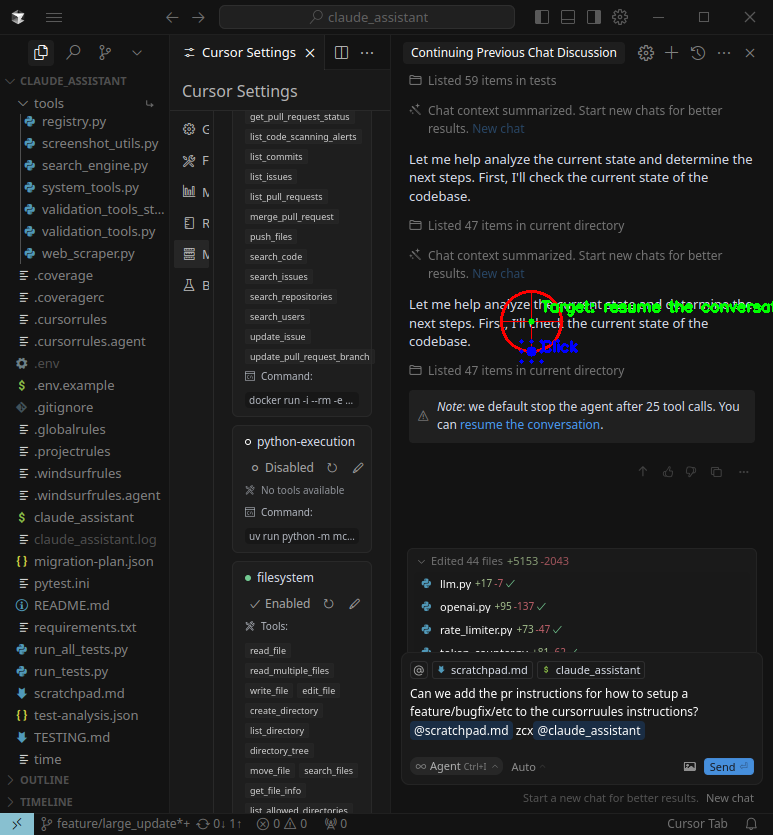 claude_assistant
CLAUDE_ASSISTANT
tools
registry.py
screenshot_utils.py
search_engine.py
system_tools.py
validation_tools_st...
validation_tools.py
web_scraper.py
.coverage
.coveragerc
.cursorrules
.cursorrules.agent
.env
.env.example
.gitignore
.globalrules
.projectrules
.windsurfrules
.windsurfrules.agent
claude_assistant
claude_assistant.log
migration-plan.json
pytest.ini
README.md
requirements.txt
run_all_tests.py
run_tests.py
scratchpad.md
test-analysis.json
TESTING.md
time
OUTLINE
TIMELINE
Cursor Settings
Cursor Settings
G
F
M
R
M
B
get_pull_request_status
list_code_scanning_alerts
list_commits
list_issues
list_pull_requests
merge_pull_request
push_files
search_code
search_issues
search_repositories
search_users
update_issue
update_pull_request_branch
Command:
docker run -i --rm -e ...
python-execution
Disabled
No tools available
Command:
uv run python -m mc...
filesystem
Enabled
Tools:
read_file
read_multiple_files
write_file edit_file
create_directory
list_directory
directory_tree
move_file search_files
get_file_info
list_allowed_directories
Continuing Previous Chat Discussion
Listed 59 items in tests
Chat context summarized. Start new chats for better
results. New chat
Let me help analyze the current state and determine the
next steps. First, I'll check the current state of the
codebase.
Listed 47 items in current directory
Chat context summarized. Start new chats for better
results. New chat
Let me help analyze the current state and determine the
Target: resume the conversat
next steps. First, I'll check the current state of the
codebase.
Click
Listed 47 items in current directory
Note: we default stop the agent after 25 tool calls. You
can resume the conversation.
Edited 44 files +5153 -2043
llm.py +17 -7
openai.py +95 -137
rate_limiter.py +73 -47
token_counter.py +81 -62
@ scratchpad.md $ claude_assistant
Can we add the pr instructions for how to setup a
feature/bugfix/etc to the cursorruules instructions?
@scratchpad.md zcx @claude_assistant
Agent Ctrl+I Auto Send
Start a new chat for better results. New chat
feature/large_update*+ 0↓ 1↑ 0 0 0 Cursor Tab